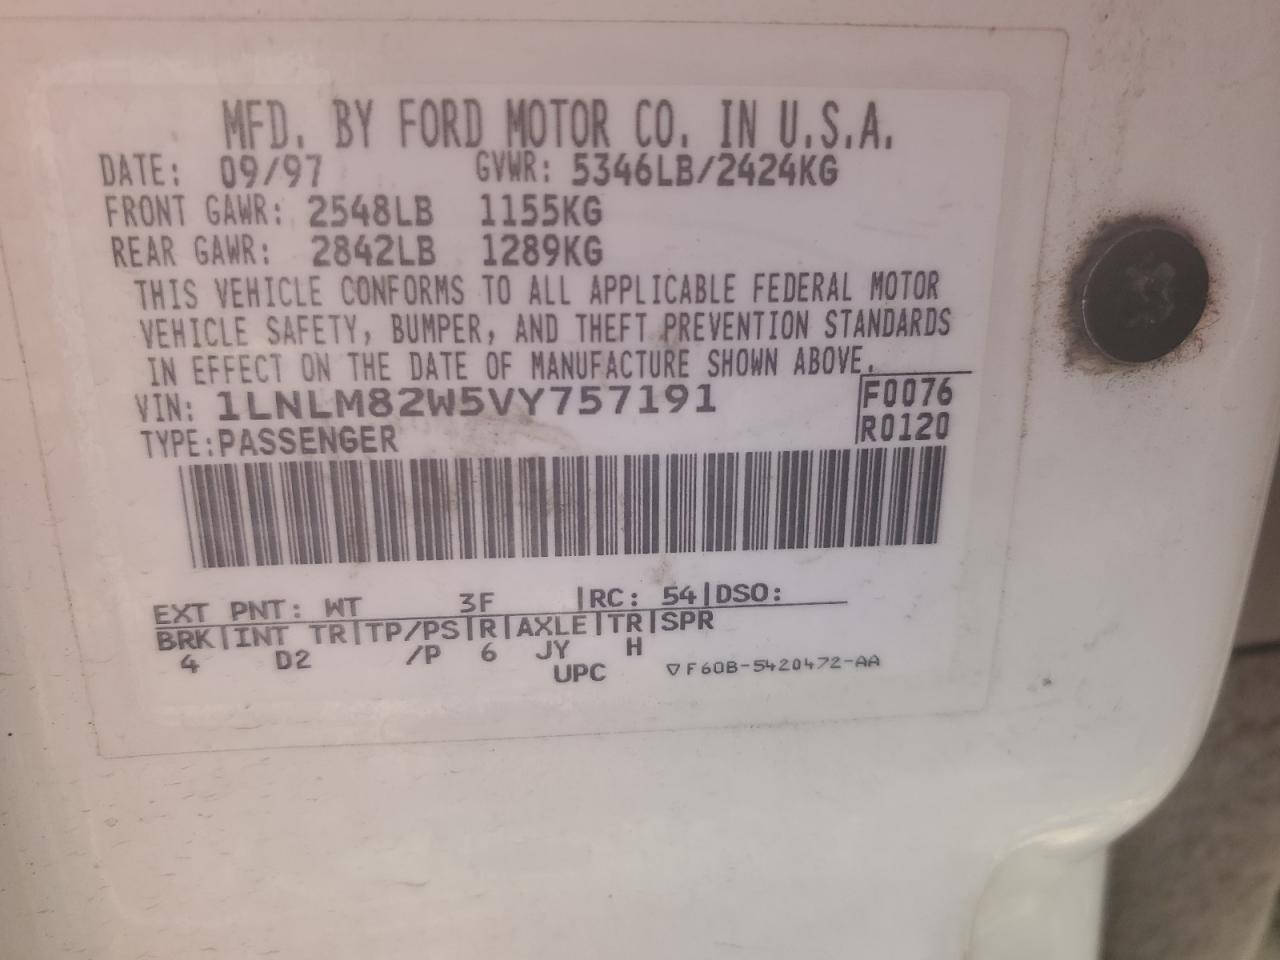 MFD. BY FORD MOTOR CO. IN U.S.A.
DATE: 09/97 GVWR: 5346LB/2424KG
FRONT GAWR: 2548LB 1155KG
REAR GAWR: 2842LB 1289KG
THIS VEHICLE CONFORMS TO ALL APPLICABLE FEDERAL MOTOR
VEHICLE SAFETY, BUMPER, AND THEFT PREVENTION STANDARDS
IN EFFECT ON THE DATE OF MANUFACTURE SHOWN ABOVE.
VIN: 1LNLM82W5VY757191 F0076
TYPE: PASSENGER R0120
EXT PNT: WT 3F |RC: 54|DSO:
BRK|INT TR|TP/PS|R|AXLE|TR|SPR
4 D2 /P 6 JY H
UPC ▽F60B-5420472-AA